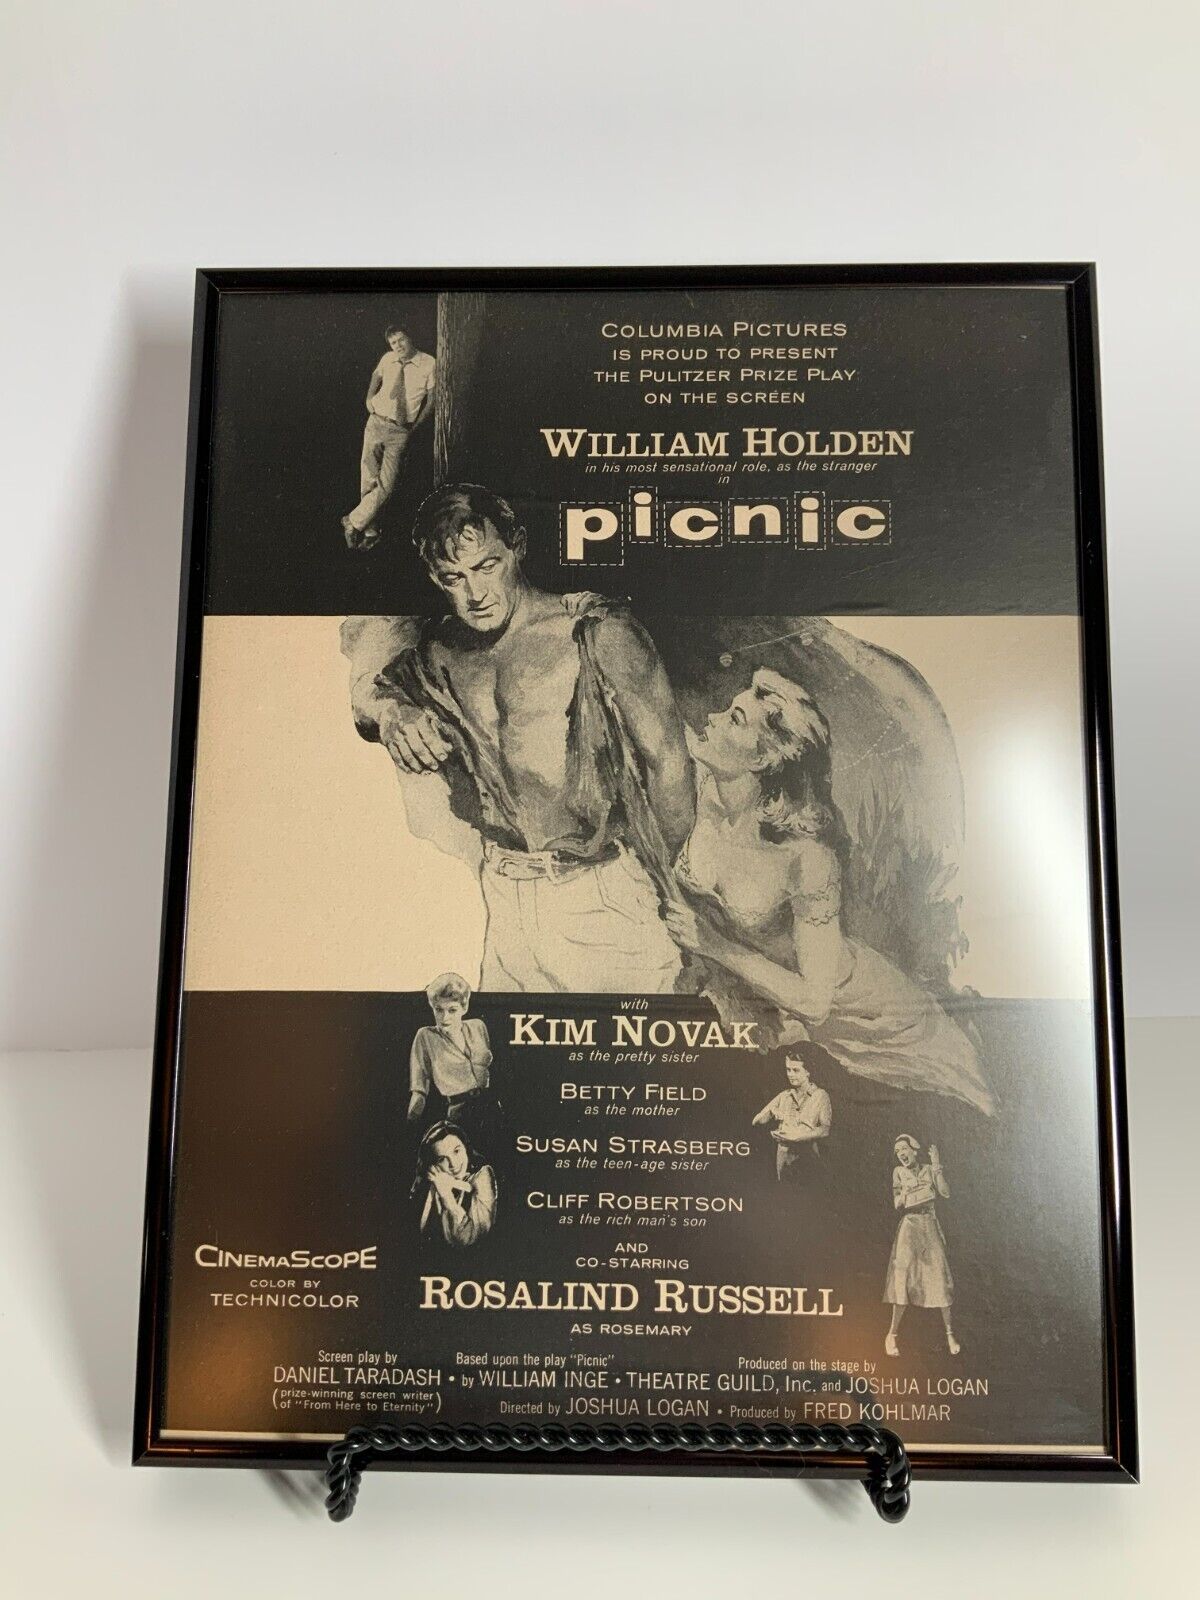 COLUMBIA PICTURES
IS PROUD TO PRESENT
THE PULITZER PRIZE PLAY
ON THE SCREEN
WILLIAM HOLDEN
in his most sensational role, as the stranger
in
picnic
with
KIM NOVAK
as the pretty sister
BETTY FIELD
as the mother
SUSAN STRASBERG
as the teen-age sister
CLIFF ROBERTSON
as the rich man's son
AND
CO-STARRING
ROSALIND RUSSELL
AS ROSEMARY
CINEMASCOPE
COLOR BY
TECHNICOLOR
Screen play by
DANIEL TARADASH
(prize-winning screen writer
of "From Here to Eternity")
Based upon the play "Picnic"
• by WILLIAM INGE •
Produced on the stage by
THEATRE GUILD, Inc. and JOSHUA LOGAN
Directed by JOSHUA LOGAN • Produced by FRED KOHLMAR